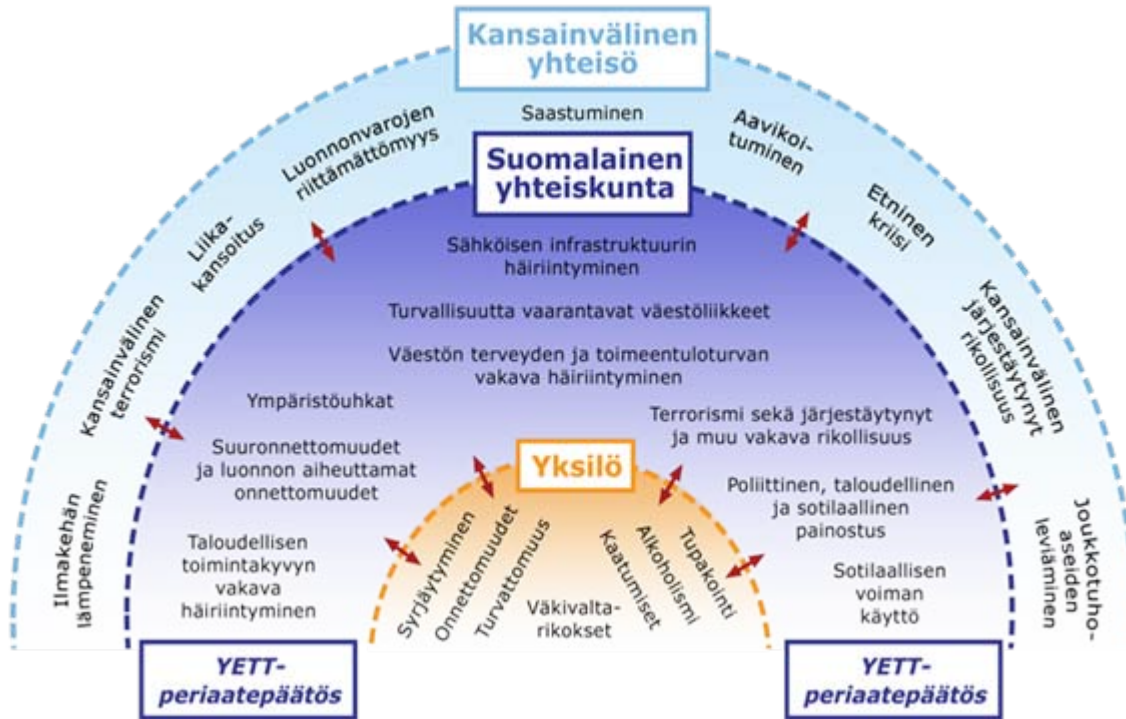 Kansainvälinen
yhteisö
Ilmakehän
lämpeneminen
Kansainvälinen
terrorismi
Liika-
kansoitus
Luonnonvarojen
riittämättömyys
Saastuminen
Aavikoi-
tuminen
Etninen
kriisi
Kansainvälinen
järjestäytynyt
rikollisuus
Joukkotuho-
aseiden
leviäminen
Suomalainen
yhteiskunta
Sähköisen infrastruktuurin
häiriintyminen
Turvallisuutta vaarantavat väestöliikkeet
Väestön terveyden ja toimeentuloturvan
vakava häiriintyminen
Ympäristöuhkat
Suuronnettomuudet
ja luonnon aiheuttamat
onnettomuudet
Taloudellisen
toimintakyvyn
vakava
häiriintyminen
Terrorismi sekä järjestäytynyt
ja muu vakava rikollisuus
Poliittinen, taloudellinen
ja sotilaallinen
painostus
Sotilaallisen
voiman
käyttö
Yksilö
Syrjäytyminen
Onnettomuudet
Turvattomuus
Väkivalta-
rikokset
Kaatumiset
Alkoholismi
Tupakointi
YETT-
periaatepäätös
YETT-
periaatepäätös